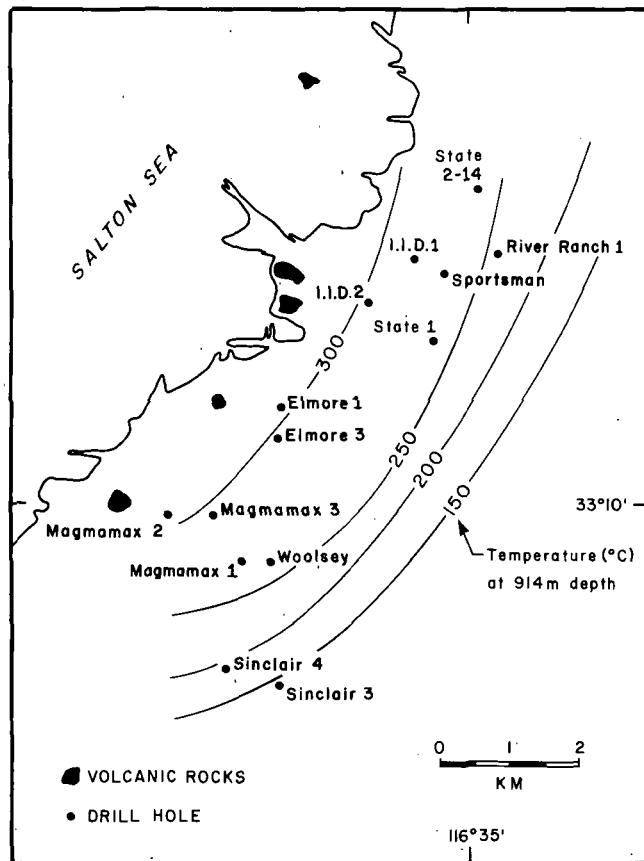 SALTON SEA
State
2-14
I.I.D.1
River Ranch 1
Sportsman
I.I.D.2
State 1
300
Elmore 1
Elmore 3
250
200
150
33°10'
Magmamax 3
Magmamax 2
Magmamax 1
Woolsey
Temperature (°C)
at 914m depth
Sinclair 4
Sinclair 3
0 1 2
KM
VOLCANIC ROCKS
DRILL HOLE
116°35'